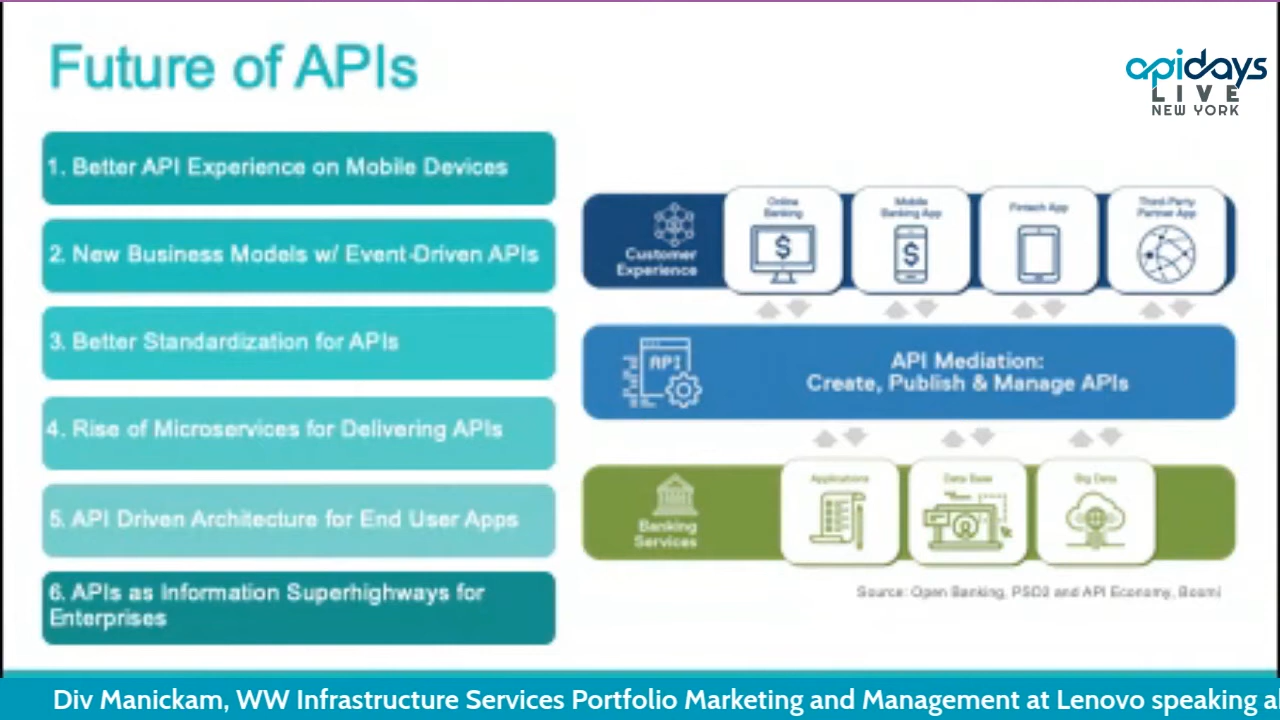 Future of APIs
apidays
LIVE
NEW YORK
1. Better API Experience on Mobile Devices
2. New Business Models w/ Event-Driven APIs
3. Better Standardization for APIs
4. Rise of Microservices for Delivering APIs
5. API Driven Architecture for End User Apps
6. APIs as Information Superhighways for
Enterprises
Customer
Experience
Online
Banking
$
Mobile
Banking App
$
Fintech App
Third-Party
Partner App
API
API Mediation:
Create, Publish & Manage APIs
Banking
Services
Applications
Data Base
Big Data
Source: Open Banking, PSD2 and API Economy, Boomi
Div Manickam, WW Infrastructure Services Portfolio Marketing and Management at Lenovo speaking a